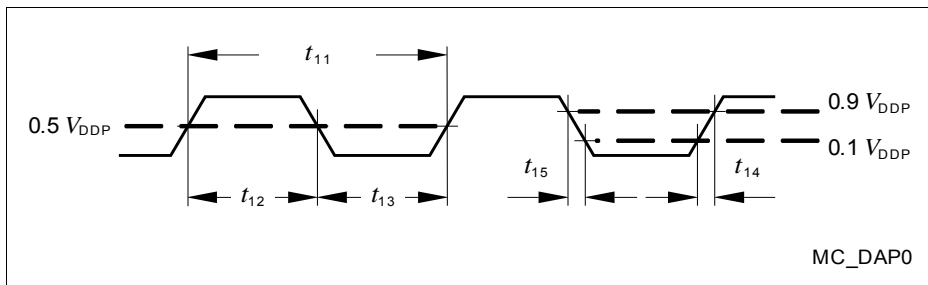 t11
0.9 VDDP
0.5 VDDP
0.1 VDDP
t15
t14
t12
t13
MC_DAP0